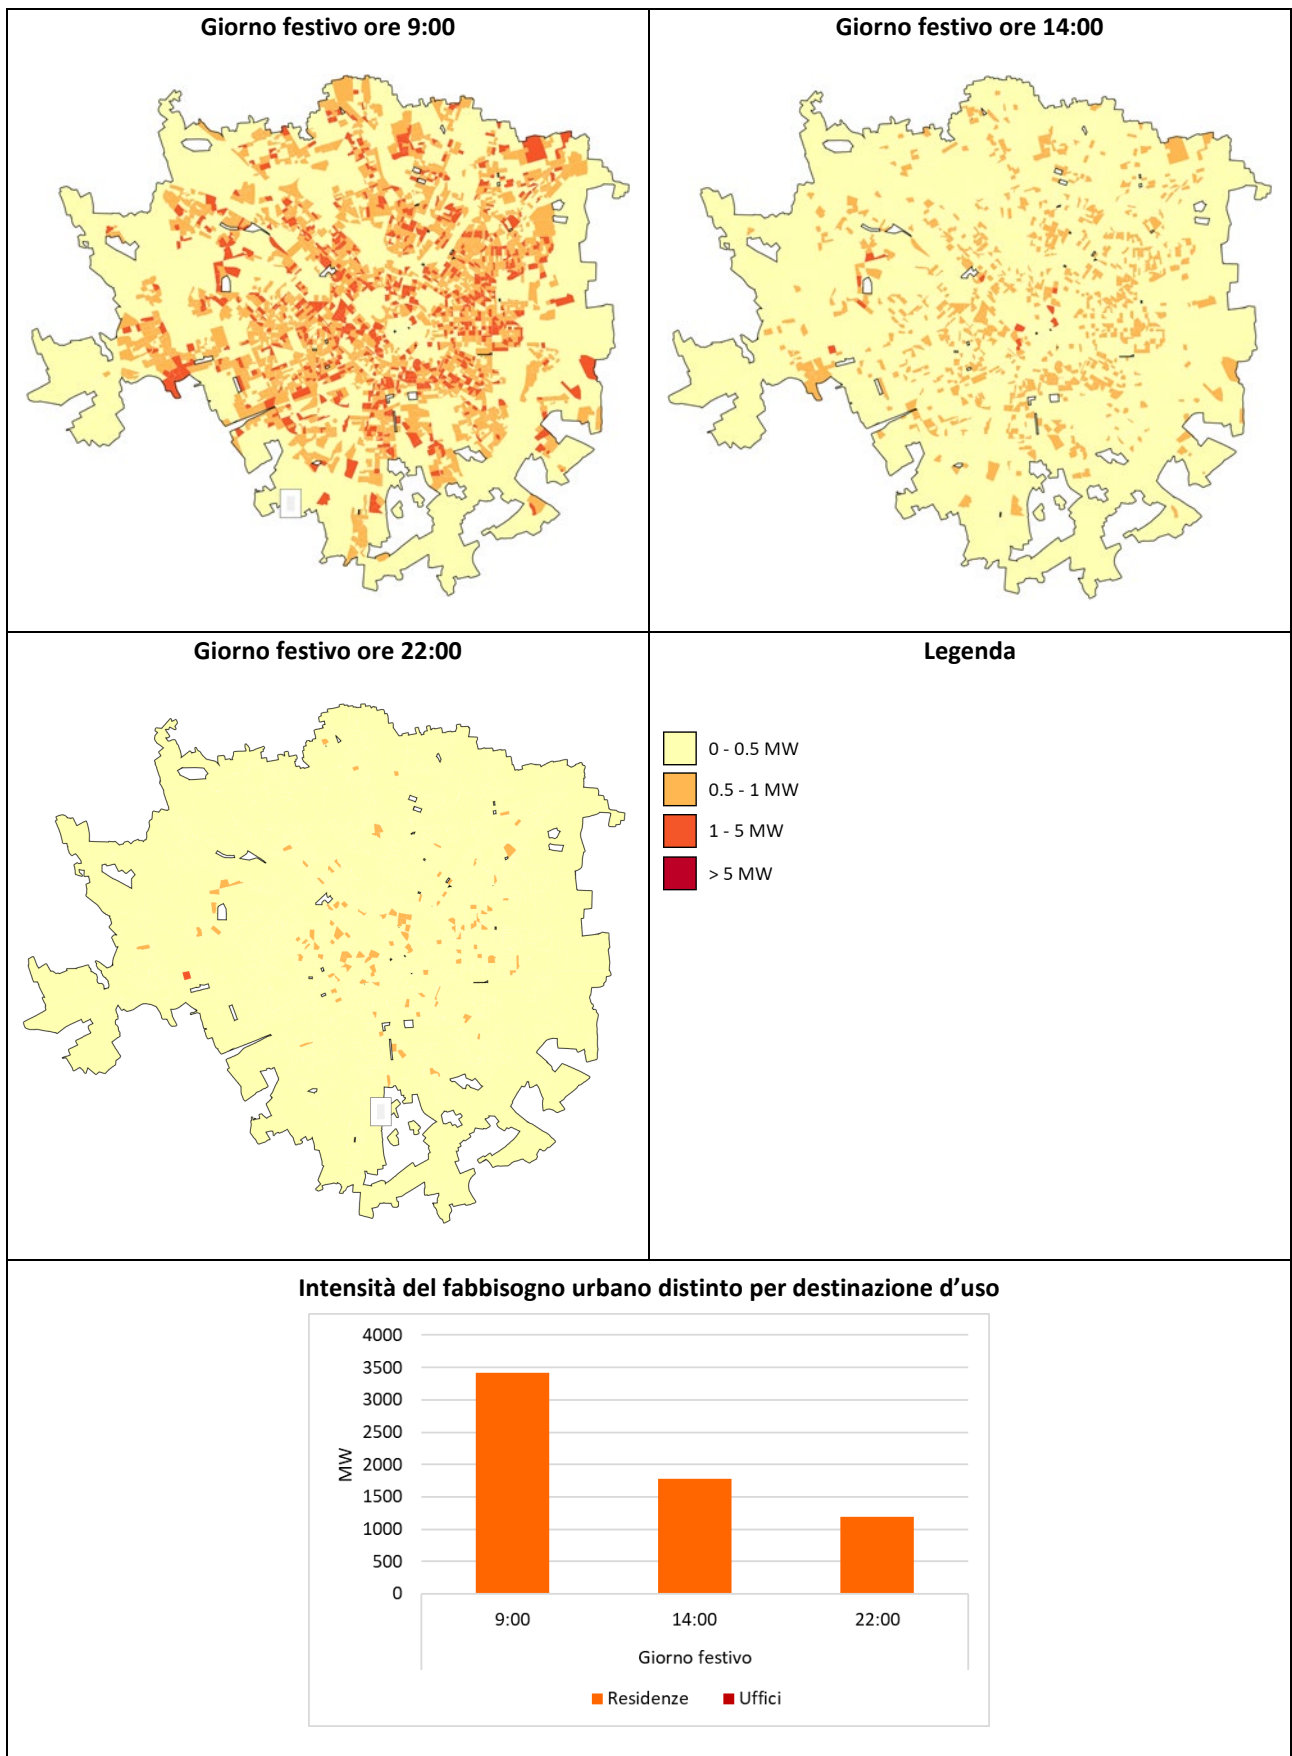 Giorno festivo ore 9:00
Giorno festivo ore 14:00
Giorno festivo ore 22:00
Legenda
0 - 0.5 MW
0.5 - 1 MW
1 - 5 MW
> 5 MW
Intensità del fabbisogno urbano distinto per destinazione d’uso
4000
3500
3000
2500
2000
1500
1000
500
0
MW
9:00
14:00
22:00
Giorno festivo
Residenze
Uffici